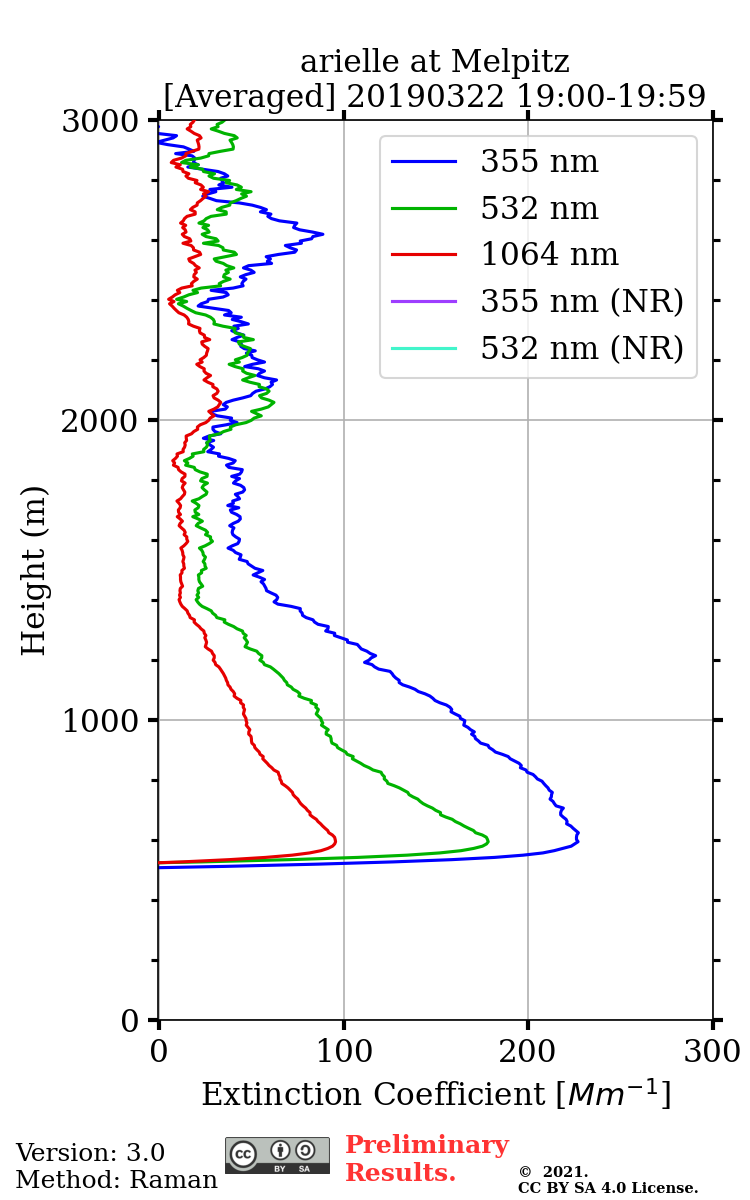 arielle at Melpitz
[Averaged] 20190322 19:00-19:59
3000
2000
1000
0
Height (m)
355 nm
532 nm
1064 nm
355 nm (NR)
532 nm (NR)
0 100 200 300
Extinction Coefficient [Mm⁻¹]
Version: 3.0
Method: Raman
cc BY SA
Preliminary
Results.
© 2021.
CC BY SA 4.0 License.